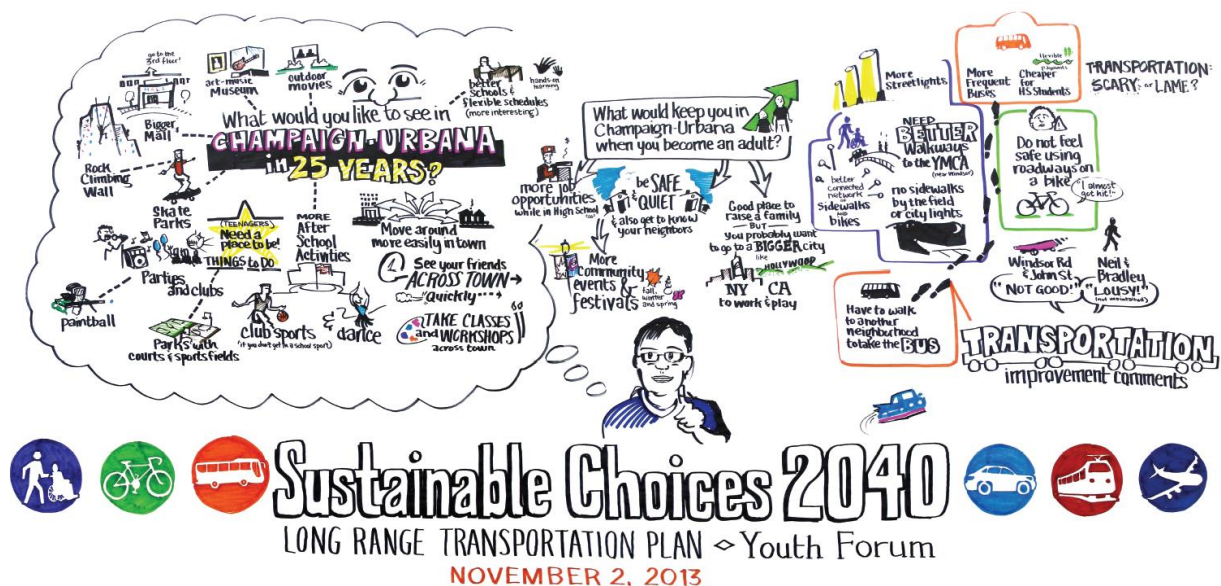 go to the
3rd floor!
Bigger
Mall
art-music
Museum
outdoor
movies
better
schools &
flexible schedules
(more interesting)
hands-on
learning
What would you like to see in
CHAMPAIGN-URBANA
in 25 YEARS?
Rock
Climbing
Wall
Skate
Parks
(TEENAGERS)
Need a
place to be!
THINGS to DO
MORE
After
School
Activities
Parties
and clubs
paintball
Parks with
courts & sports fields
club sports
(if you don't get in a school sport)
& dance
Move around
more easily in town
See your friends
ACROSS TOWN
"Quickly"
TAKE CLASSES
and WORKSHOPS
across town
What would keep you in
Champaign-Urbana
when you become an adult?
more job
opportunities
while in High School too!
be SAFE
& QUIET
& also get to know
your neighbors
More
Community
events &
festivals
fall,
winter
and spring
Good place to
raise a family
BUT
you probably want
to go to a BIGGER city
like
HOLLYWOOD
NY CA
to work & play
More
Streetlights
NEED
BETTER
Walkways
to the YMCA
(near Windsor)
better
connected
network
of
sidewalks
AND
bikes
no sidewalks
by the field
or city lights
More
Frequent
Buses
flexible
payments
Cheaper
for
HS Students
TRANSPORTATION:
SCARY or LAME?
Do not feel
safe using
roadways on
a bike
"I almost
got hit!"
Windsor Rd
& John St.
"NOT GOOD!"
Neil &
Bradley
"LOUSY!"
(not maintained)
Have to walk
to another
neighborhood
to take the BUS
TRANSPORTATION
improvement comments
Sustainable Choices 2040
LONG RANGE TRANSPORTATION PLAN ◇ Youth Forum
NOVEMBER 2, 2013